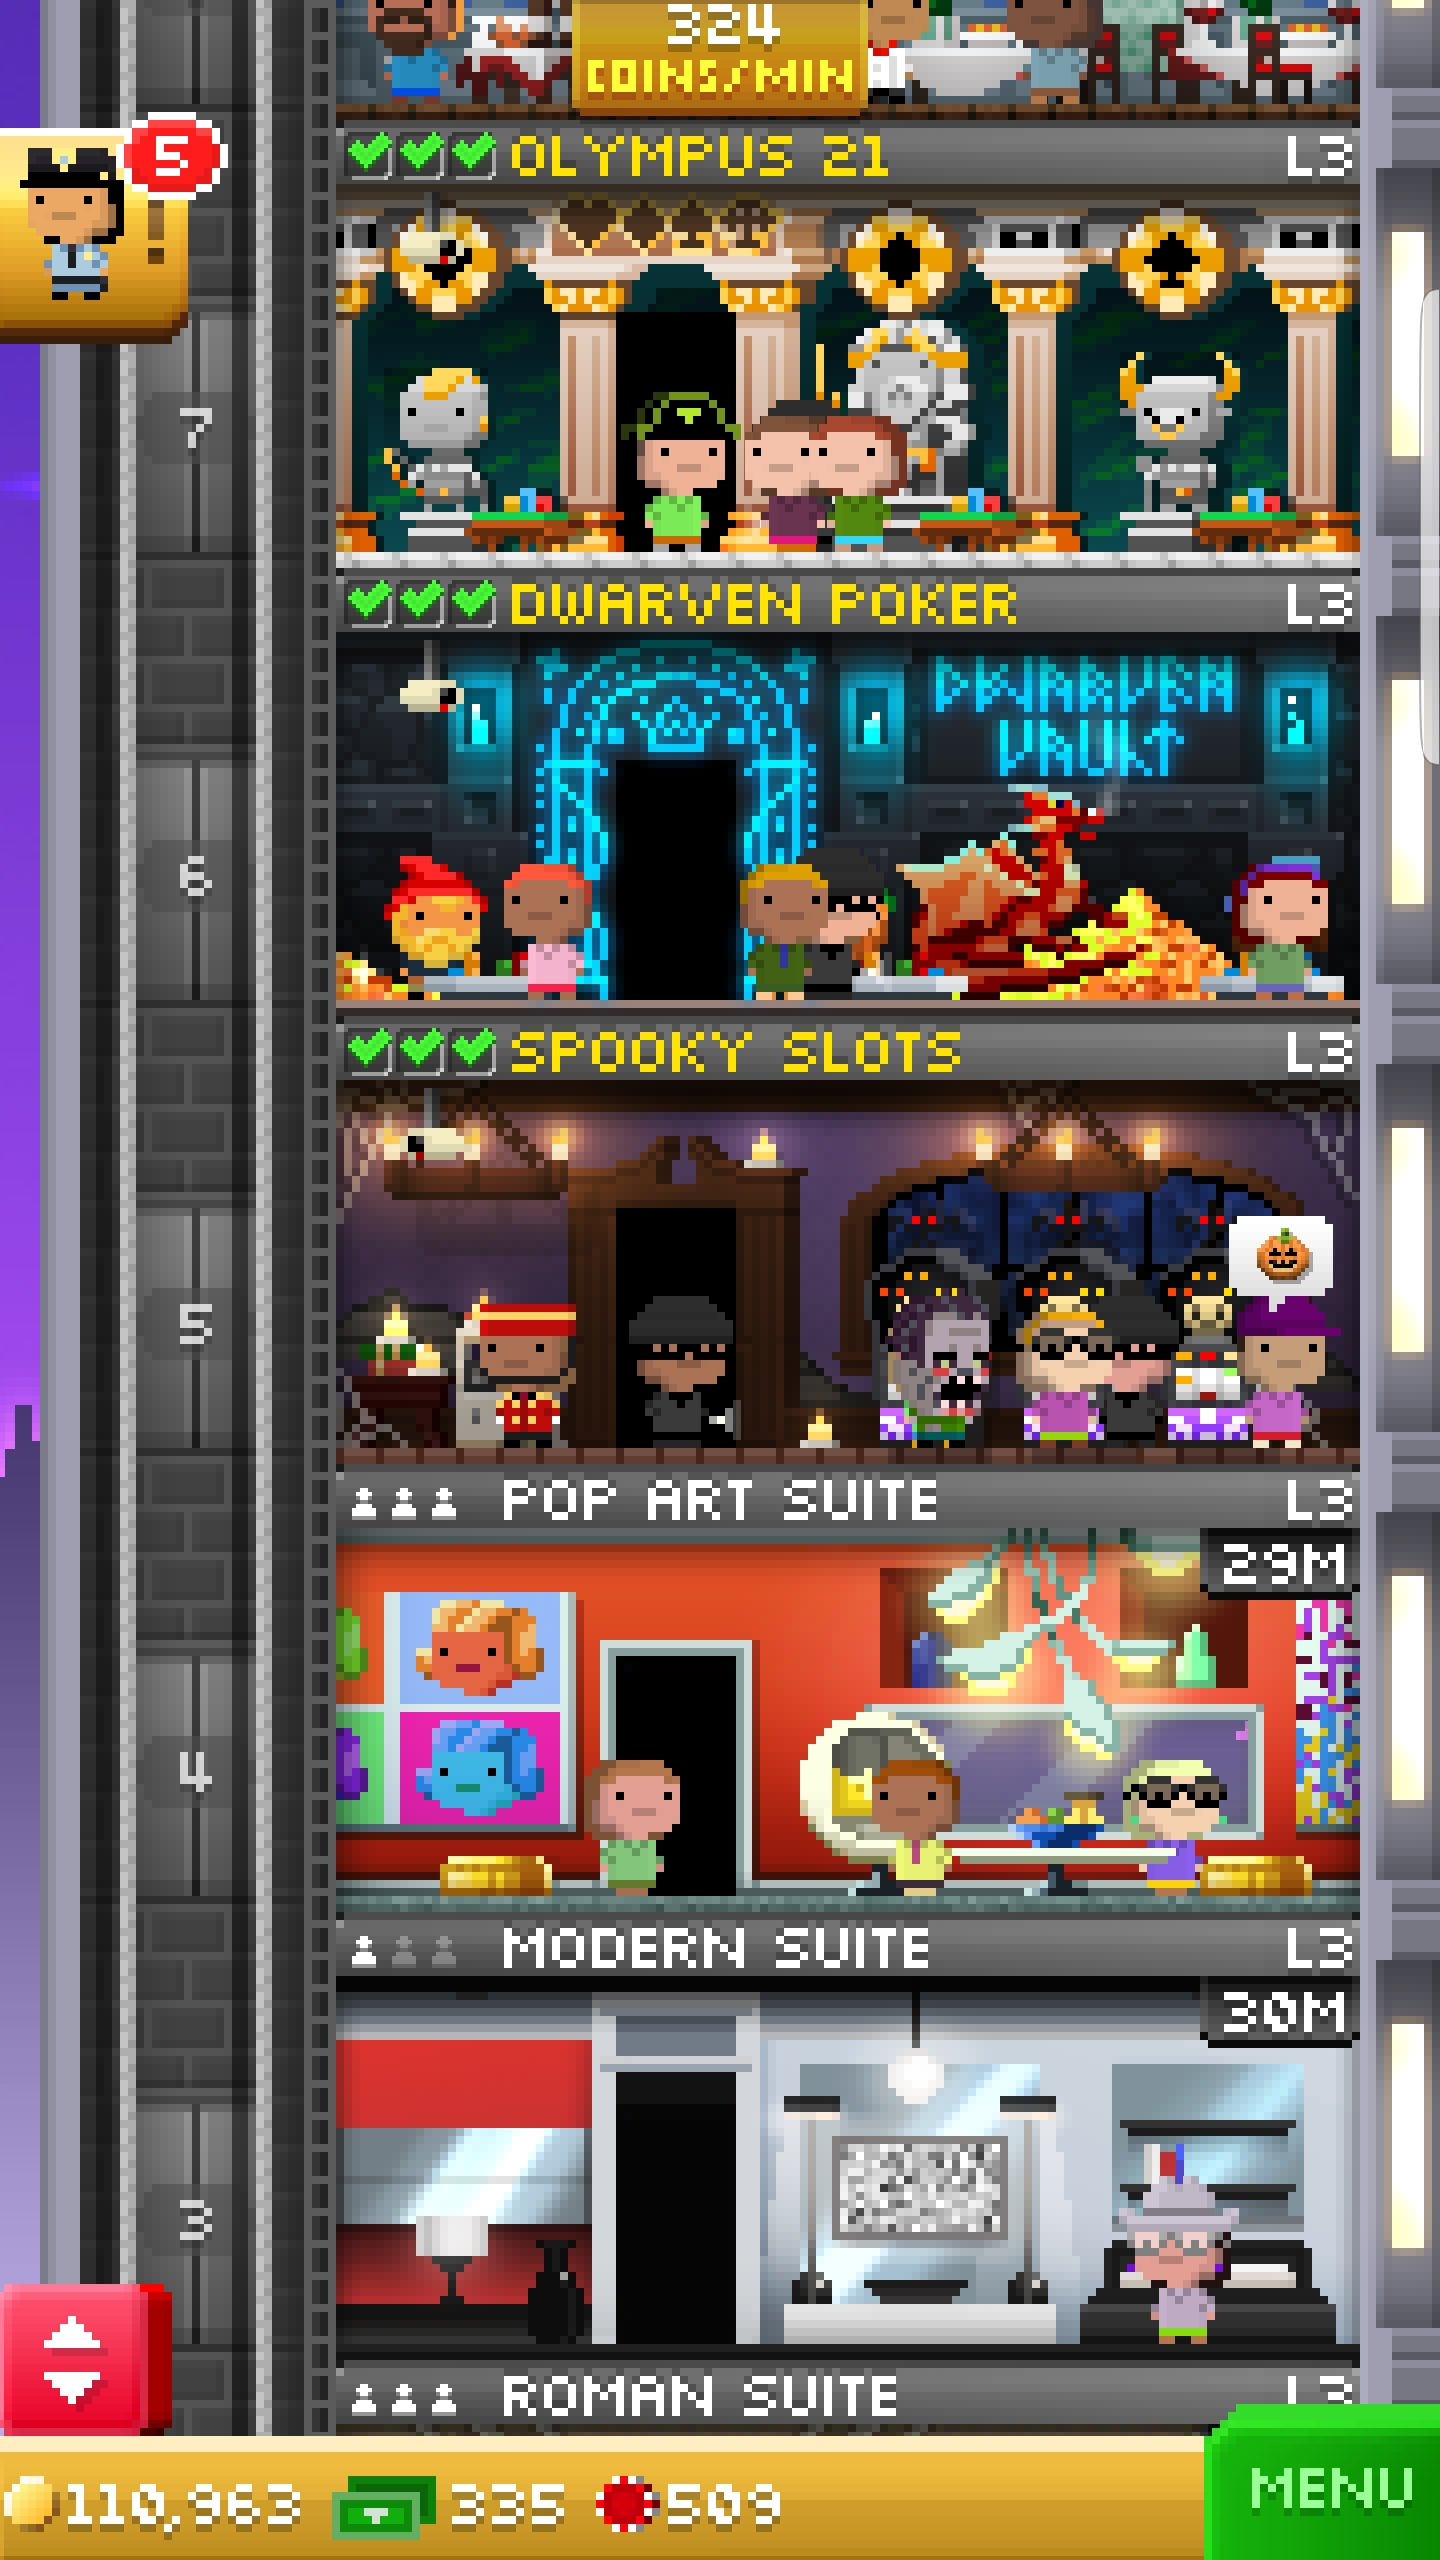 324
COINS/MIN
5
OLYMPUS 21 L3
7
DWARVEN POKER L3
DWARVEN
VAULT
6
SPOOKY SLOTS L3
5
POP ART SUITE L3
29M
4
MODERN SUITE L3
30M
3
ROMAN SUITE L3
110,963 335 509
MENU